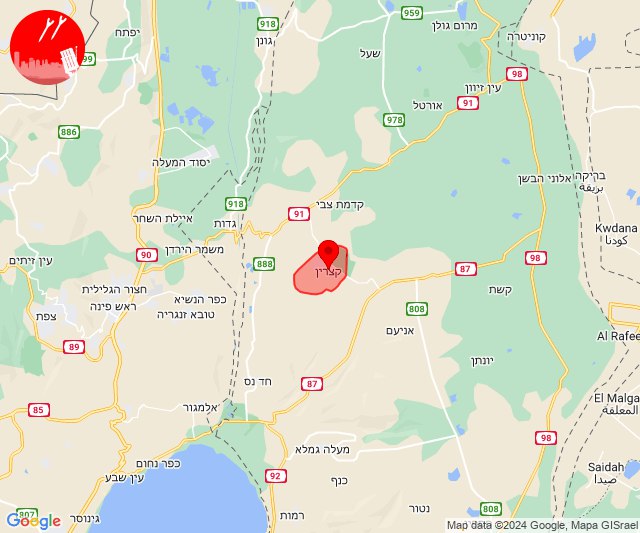 959
מרום גולן
קוניטרה
918
גונן
יפתח
99
שעל
98
עין זיוון
91
אורטל
978
886
יסוד המעלה
בריקה
بريقة
אלוני הבשן
918
קדמת צבי
איילת השחר
91
גדות
Kwdana
כודנה
משמר הירדן
90
98
עין זיתים
888
87
קצרין
חצור הגלילית
קשת
כפר הנשיא
ראש פינה
טובא זנגריה
808
צפת
אניעם
Al Rafee
89
יונתן
חד נס
87
El Malga
المعلقة
85
אלמגור
98
מעלה גמלא
כפר נחום
Saidah
صيدا
92
עין שבע
כנף
807
גינוסר
רמות
נטור
808
Google
Map data ©2024 Google, Mapa GISrael